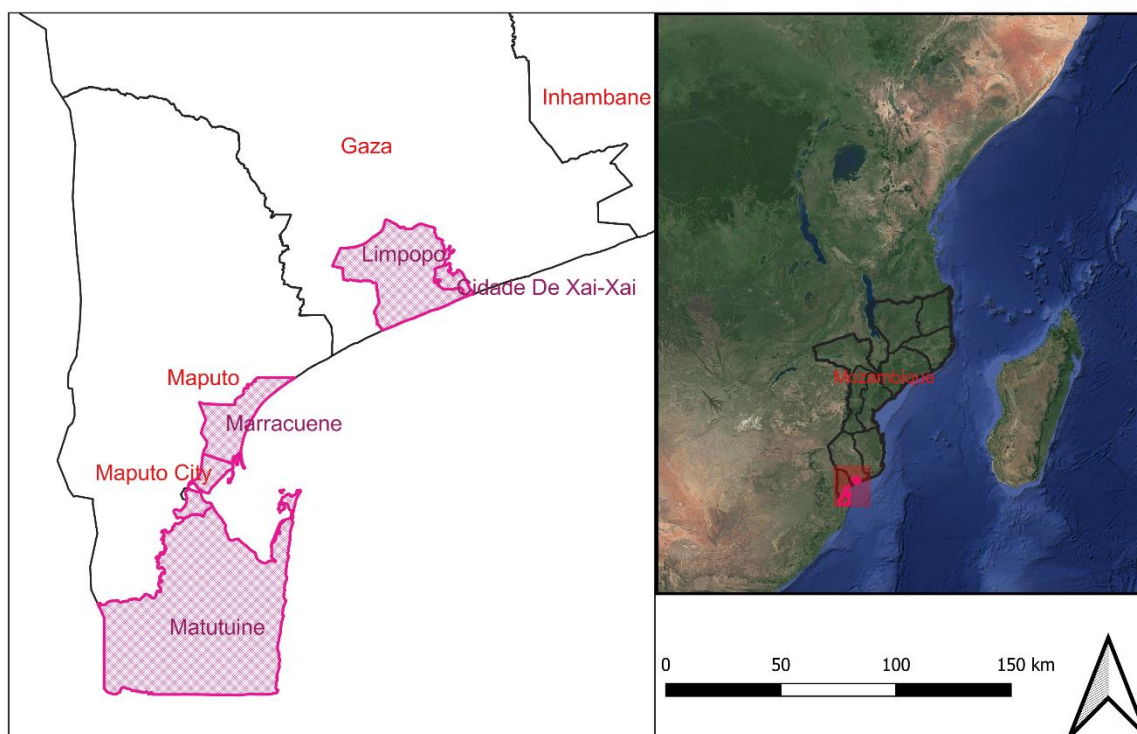 Inhambane
Gaza
Limpopo
Cidade De Xai-Xai
Maputo
Marracuene
Maputo City
Matutuine
Mozambique
0 50 100 150 km